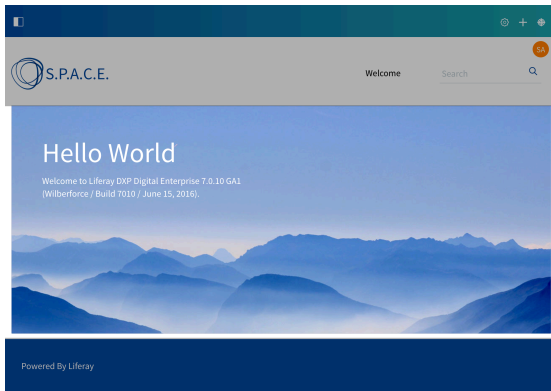 SA
S.P.A.C.E.
Welcome
Search
Hello World
Welcome to Liferay DXP Digital Enterprise 7.0.10 GA1
(Wilberforce / Build 7010 / June 15, 2016).
Powered By Liferay